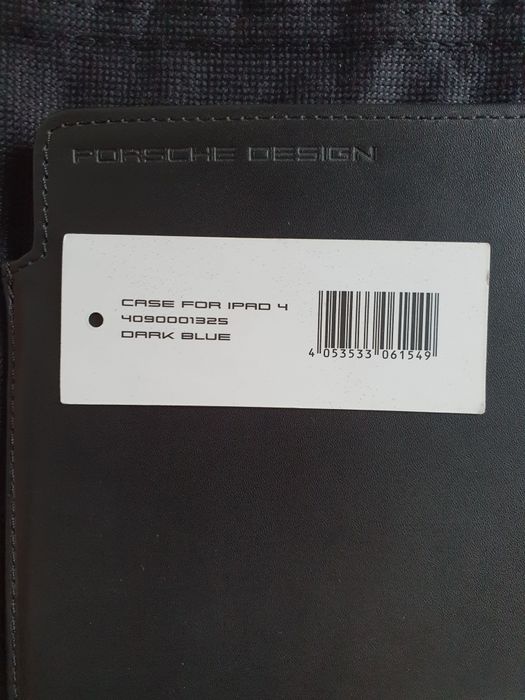 PORSCHE DESIGN
CASE FOR IPAD 4
4090001325
DARK BLUE
4 053533 061549